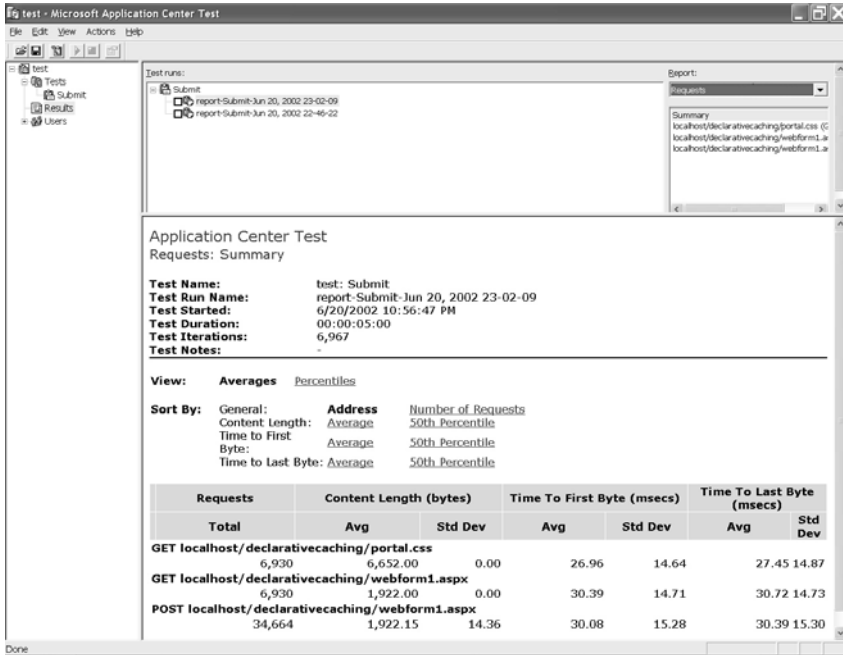 test - Microsoft Application Center Test
File Edit View Actions Help
test
Tests
Submit
Results
Users
Test runs:
Submit
report-Submit-Jun 20, 2002 23-02-09
report-Submit-Jun 20, 2002 22-46-22
Report:
Requests
Summary
localhost/declarativecaching/portal.css (G
localhost/declarativecaching/webform1.a
localhost/declarativecaching/webform1.a
Application Center Test
Requests: Summary
Test Name: test: Submit
Test Run Name: report-Submit-Jun 20, 2002 23-02-09
Test Started: 6/20/2002 10:56:47 PM
Test Duration: 00:00:05:00
Test Iterations: 6,967
Test Notes: -
View: Averages Percentiles
Sort By: General: Address Number of Requests
Content Length: Average 50th Percentile
Time to First Byte: Average 50th Percentile
Time to Last Byte: Average 50th Percentile
Requests Content Length (bytes) Time To First Byte (msecs) Time To Last Byte (msecs)
Total Avg Std Dev Avg Std Dev Avg Std Dev
GET localhost/declarativecaching/portal.css
6,930 6,652.00 0.00 26.96 14.64 27.45 14.87
GET localhost/declarativecaching/webform1.aspx
6,930 1,922.00 0.00 30.39 14.71 30.72 14.73
POST localhost/declarativecaching/webform1.aspx
34,664 1,922.15 14.36 30.08 15.28 30.39 15.30
Done